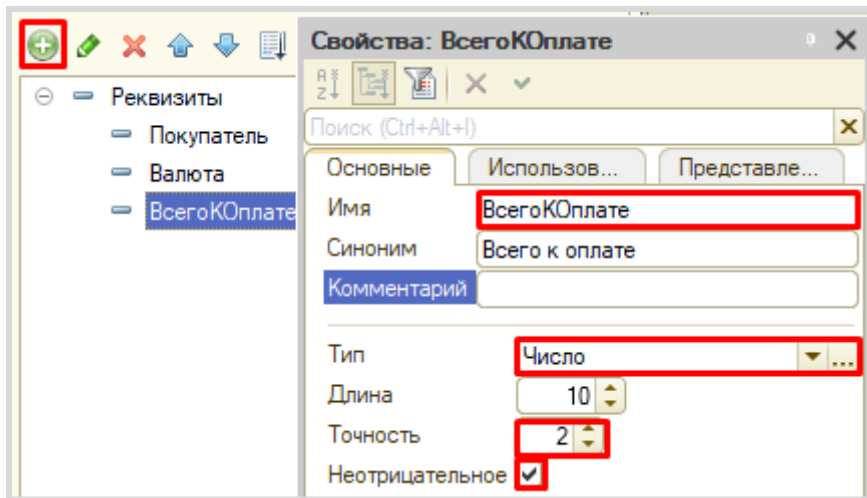 Свойства: ВсегоКОплате
Поиск (Ctrl+Alt+I)
Реквизиты
Покупатель
Валюта
ВсегоКОплате
Основные
Использов...
Представле...
Имя
ВсегоКОплате
Синоним
Всего к оплате
Комментарий
Тип
Число
Длина
10
Точность
2
Неотрицательное